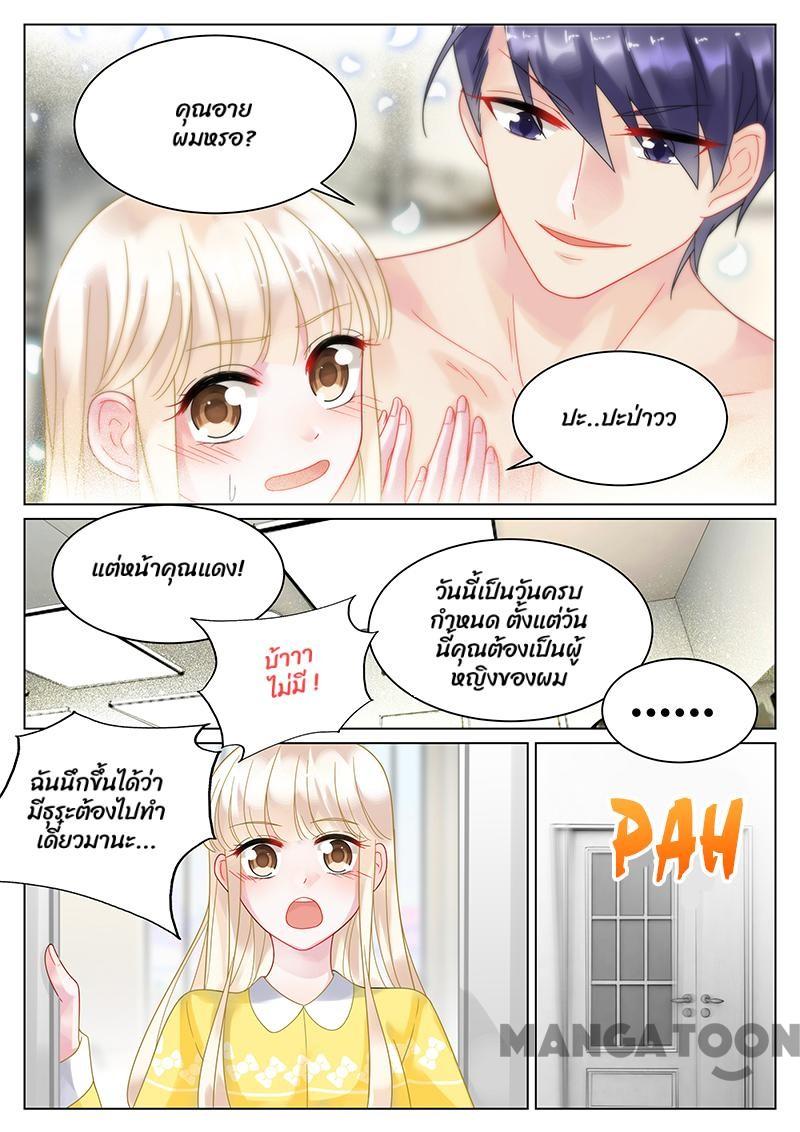 คุณอาย
ผมหรอ?
ปะ..ปะป่าวว
แต่หน้าคุณแดง!
บ้าาา
ไม่มี !
วันนี้เป็นวันครบ
กำหนด ตั้งแต่วัน
นี้คุณต้องเป็นผู้
หญิงของผม
......
ฉันนึกขึ้นได้ว่า
มีธุระต้องไปทำ
เดี๋ยวมานะ...
PAH
MANGATOON